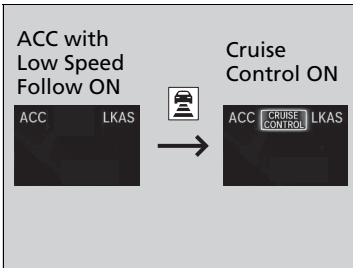 ACC with
Low Speed
Follow ON
ACC LKAS
Cruise
Control ON
ACC CRUISE CONTROL LKAS